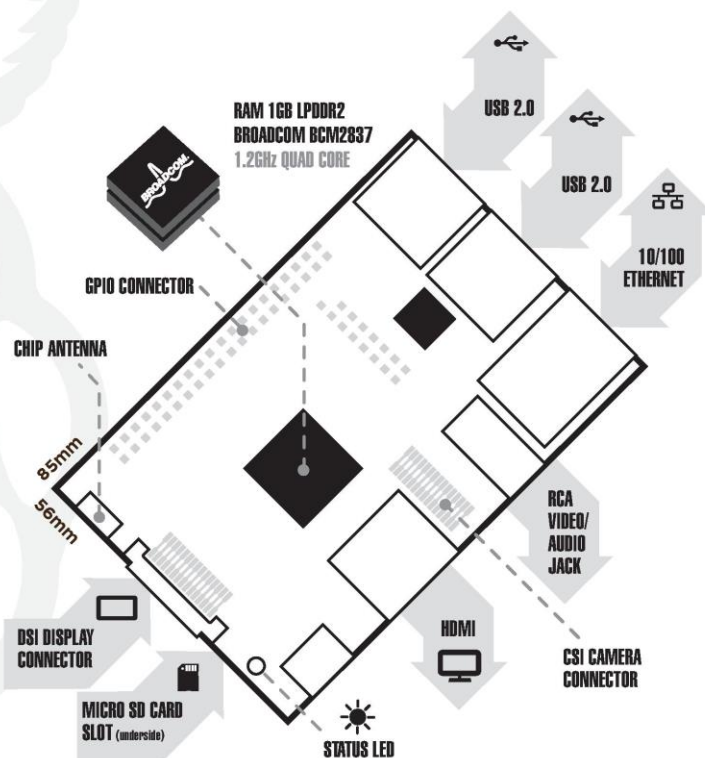 USB 2.0
RAM 1GB LPDDR2
BROADCOM BCM2837
1.2GHz QUAD CORE
BROADCOM
USB 2.0
10/100
ETHERNET
GPIO CONNECTOR
CHIP ANTENNA
85mm
56mm
RCA
VIDEO/
AUDIO
JACK
DSI DISPLAY
CONNECTOR
HDMI
CSI CAMERA
CONNECTOR
MICRO SD CARD
SLOT (underside)
STATUS LED